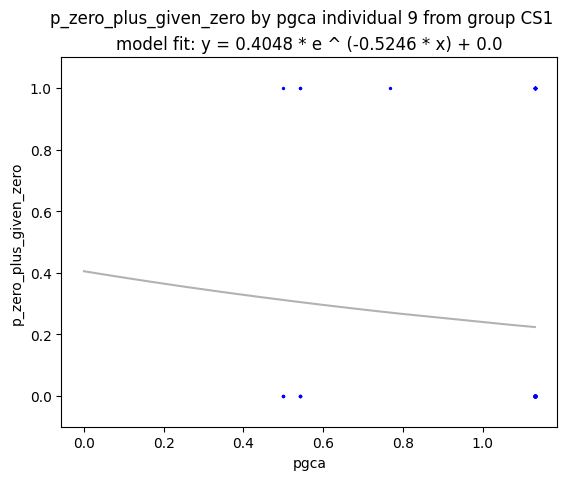 p_zero_plus_given_zero by pgca individual 9 from group CS1
model fit: y = 0.4048 * e ^ (-0.5246 * x) + 0.0
1.0
0.8
0.6
0.4
0.2
0.0
p_zero_plus_given_zero
0.0 0.2 0.4 0.6 0.8 1.0
pgca